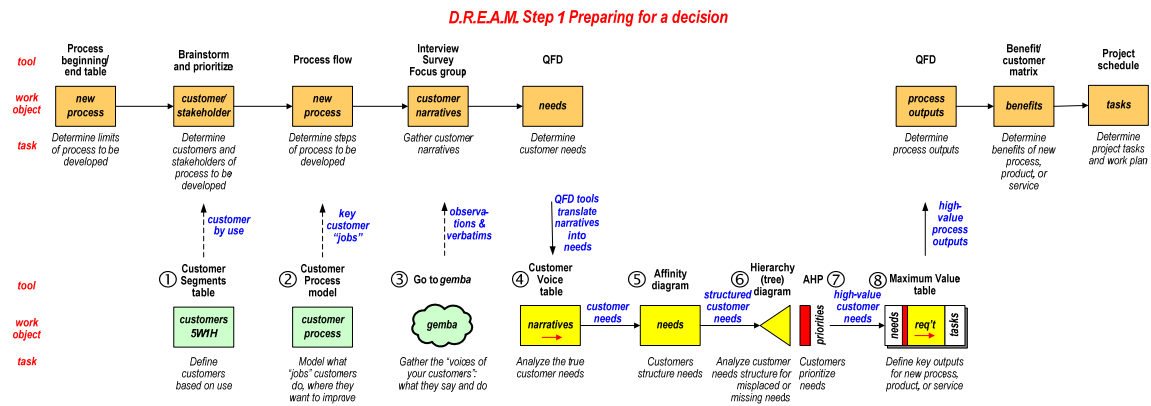 D.R.E.A.M. Step 1 Preparing for a decision
tool
Process
beginning/
end table
Brainstorm
and prioritize
Process flow
Interview
Survey
Focus group
QFD
QFD
Benefit/
customer
matrix
Project
schedule
work
object
new
process
customer/
stakeholder
new
process
customer
narratives
needs
process
outputs
benefits
tasks
task
Determine limits
of process to be
developed
Determine
customers and
stakeholders of
process to be
developed
Determine steps
of process to be
developed
Gather customer
narratives
Determine
customer needs
Determine
process outputs
Determine
benefits of new
process,
product, or
service
Determine
project tasks
and work plan
customer
by use
key
customer
“jobs”
observa-
tions &
verbatims
QFD tools
translate
narratives
into
needs
high-
value
process
outputs
tool
① Customer
Segments
table
② Customer
Process
model
③ Go to gemba
④ Customer
Voice
table
⑤ Affinity
diagram
⑥ Hierarchy
(tree)
diagram
AHP ⑦
⑧ Maximum Value
table
work
object
customers
5W1H
customer
process
gemba
narratives
customer
needs
needs
structured
customer
needs
priorities
high-value
customer
needs
needs
req't
tasks
task
Define
customers
based on use
Model what
“jobs” customers
do, where they
want to improve
Gather the “voices of
your customers”:
what they say and do
Analyze the true
customer needs
Customers
structure needs
Analyze customer
needs structure for
misplaced or
missing needs
Customers
prioritize
needs
Define key outputs
for new process,
product, or service